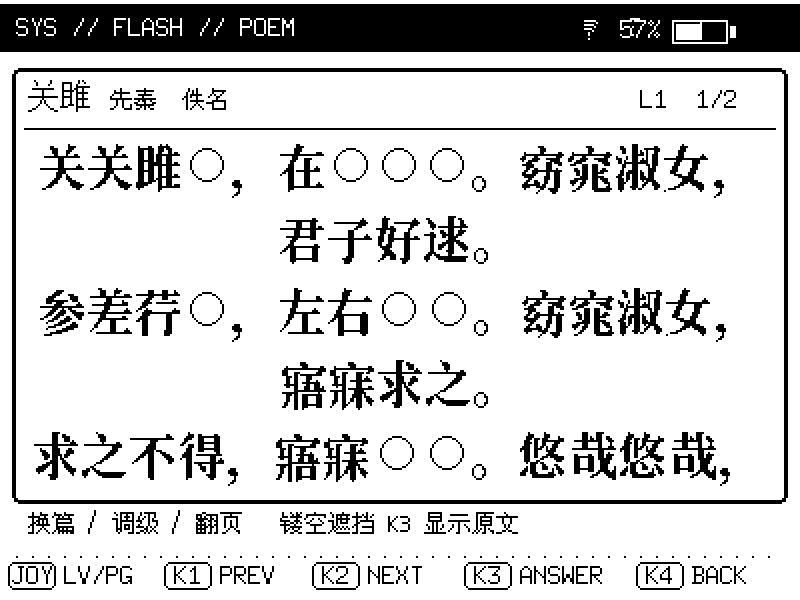 SYS // FLASH // POEM 57%
关雎 先秦 佚名 L1 1/2
关关雎○，在○○○。窈窕淑女，
君子好逑。
参差荇○，左右○○。窈窕淑女，
寤寐求之。
求之不得，寤寐○○。悠哉悠哉，
换篇 / 调级 / 翻页 镂空遮挡 K3 显示原文
JOY LV/PG K1 PREV K2 NEXT K3 ANSWER K4 BACK